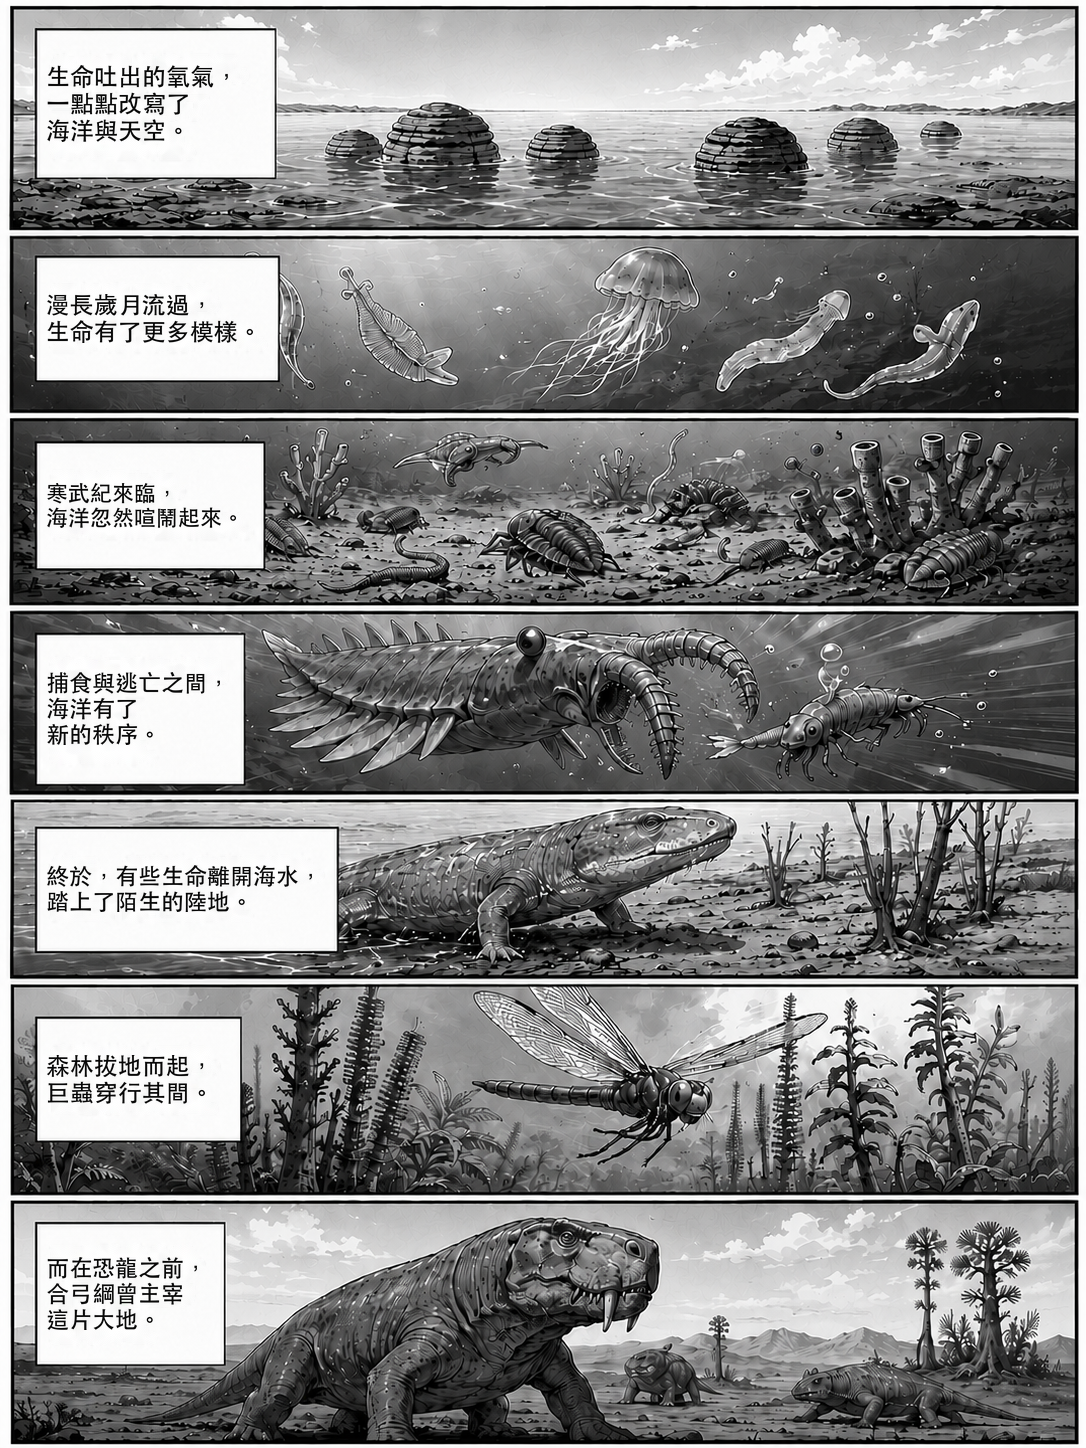 生命吐出的氧氣，
一點點改寫了
海洋與天空。
漫長歲月流過，
生命有了更多模樣。
寒武紀來臨，
海洋忽然喧鬧起來。
捕食與逃亡之間，
海洋有了
新的秩序。
終於，有些生命離開海水，
踏上了陌生的陸地。
森林拔地而起，
巨蟲穿行其間。
而在恐龍之前，
合弓綱曾主宰
這片大地。